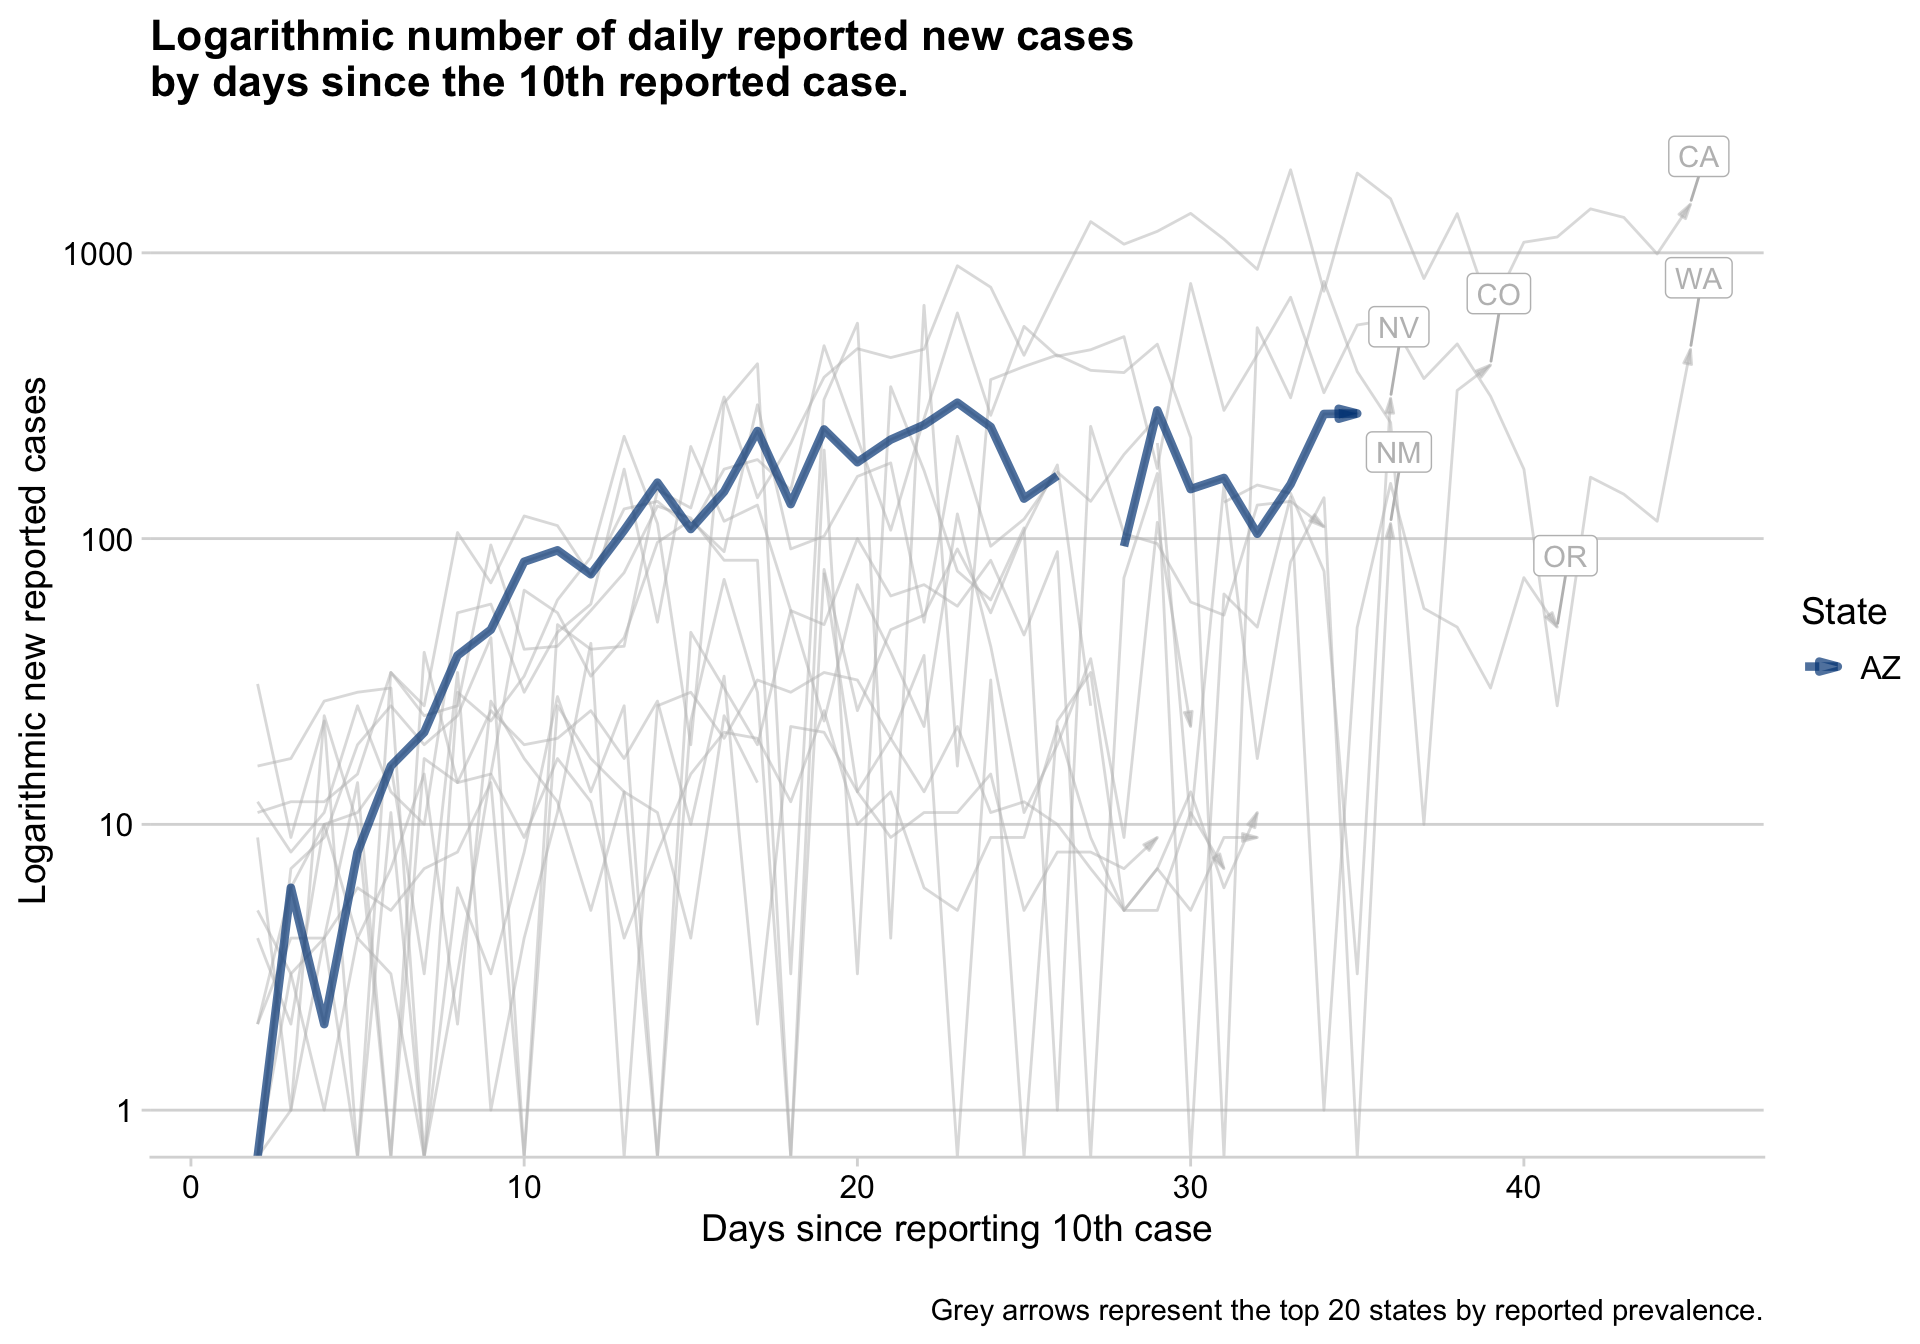 Logarithmic number of daily reported new cases
by days since the 10th reported case.
Logarithmic new reported cases
1000
100
10
1
CA
WA
CO
NV
NM
OR
State
AZ
0 10 20 30 40
Days since reporting 10th case
Grey arrows represent the top 20 states by reported prevalence.